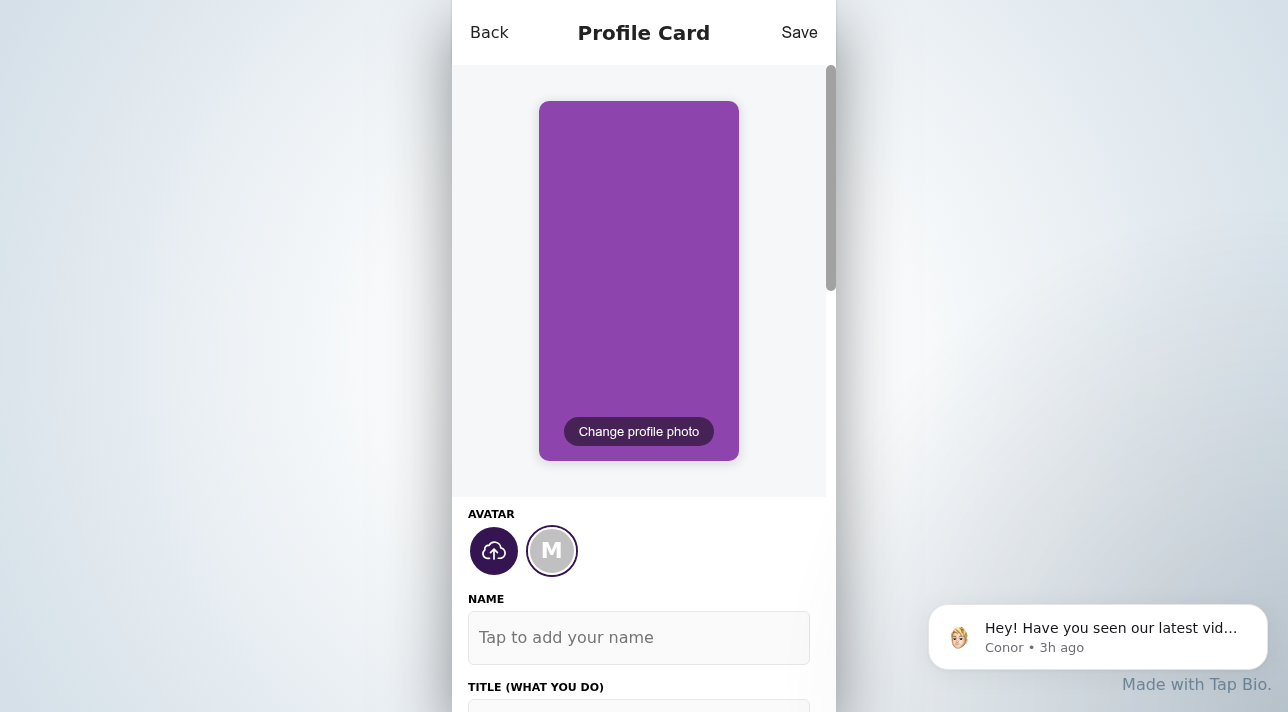 Back
Profile Card
Save
Change profile photo
AVATAR
M
NAME
Tap to add your name
TITLE (WHAT YOU DO)
Hey! Have you seen our latest vid...
Conor • 3h ago
Made with Tap Bio.